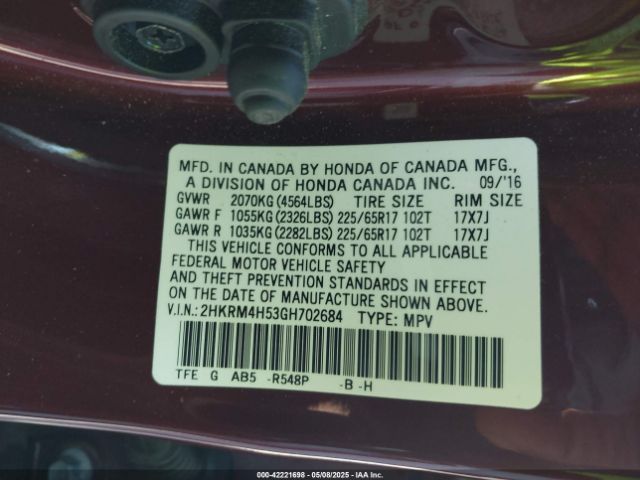 MFD. IN CANADA BY HONDA OF CANADA MFG.,
A DIVISION OF HONDA CANADA INC. 09/'16
GVWR 2070KG(4564LBS) TIRE SIZE RIM SIZE
GAWR F 1055KG(2326LBS) 225/65R17 102T 17X7J
GAWR R 1035KG(2282LBS) 225/65R17 102T 17X7J
THIS VEHICLE CONFORMS TO ALL APPLICABLE
FEDERAL MOTOR VEHICLE SAFETY
AND THEFT PREVENTION STANDARDS IN EFFECT
ON THE DATE OF MANUFACTURE SHOWN ABOVE.
V.I.N.: 2HKRM4H53GH702684 TYPE: MPV
TFE G AB5 -R548P -B -H
000-42221698 - 05/08/2025 - IAA Inc.